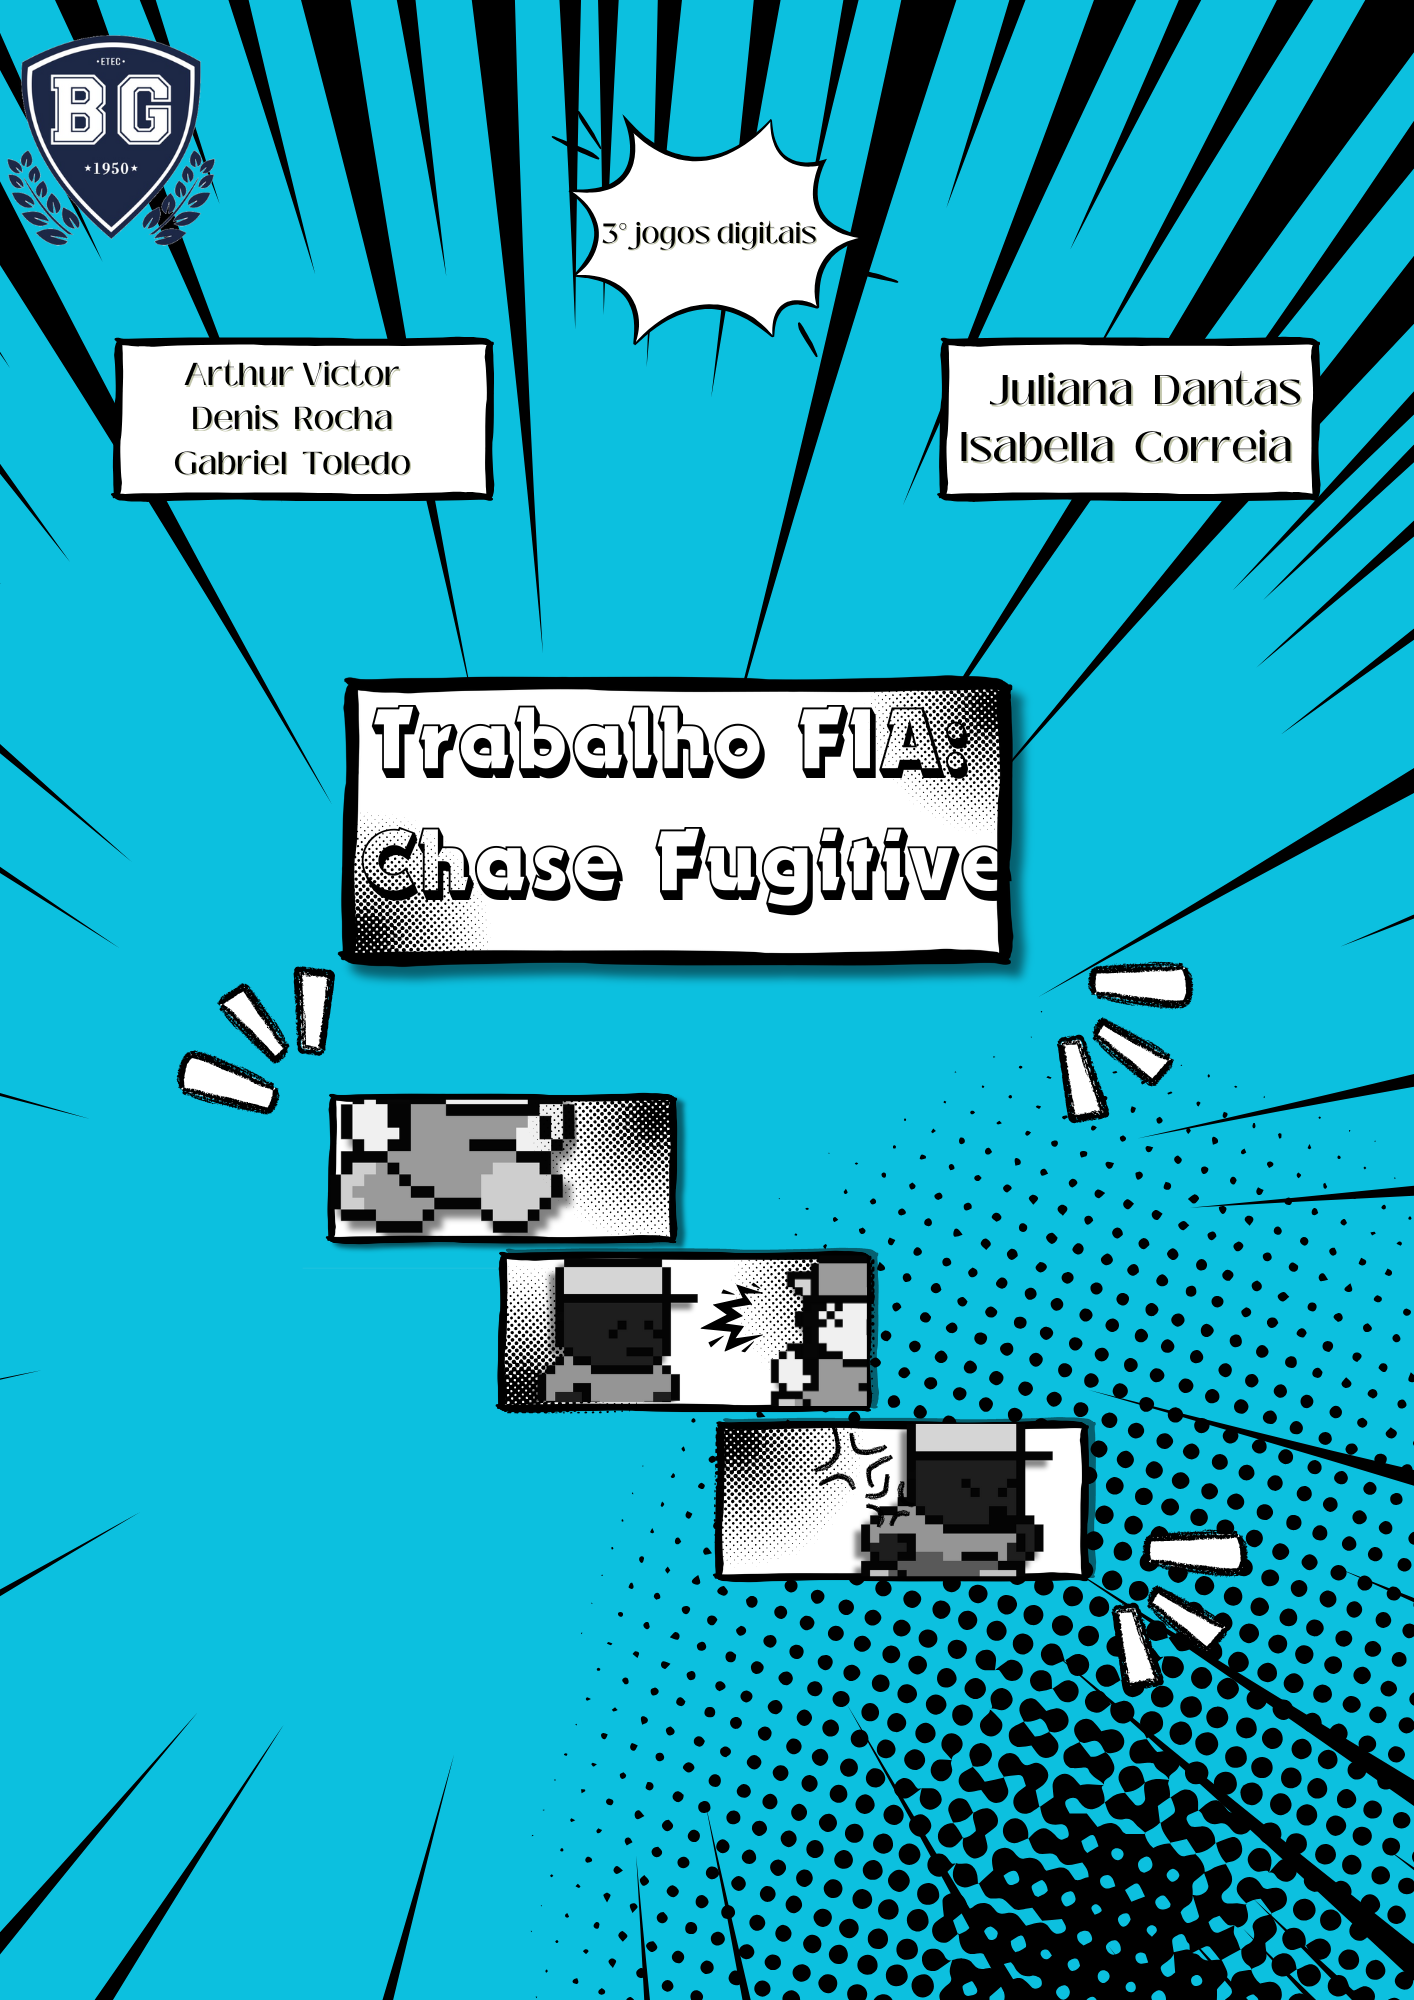 •ETEC•
BG
★1950★
3° jogos digitais
Arthur Victor
Denis Rocha
Gabriel Toledo
Juliana Dantas
Isabella Correia
Trabalho FIA:
Chase Fugitive